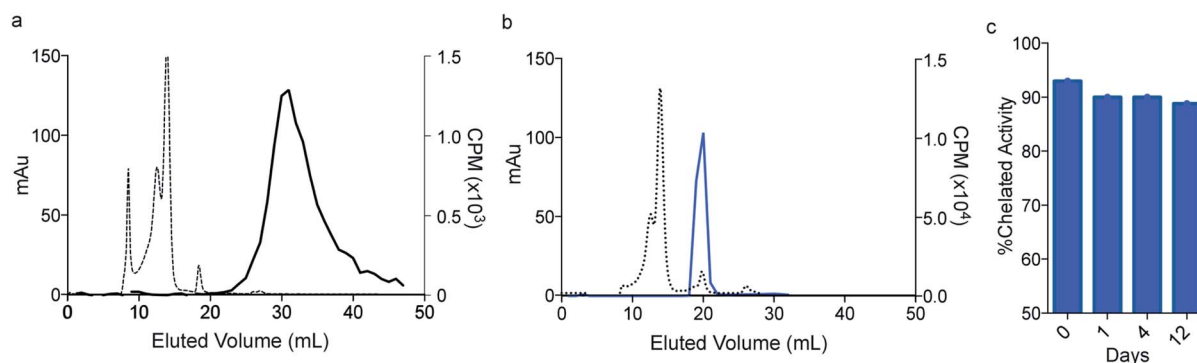 a
150
100
50
0
mAu
0 10 20 30 40 50
Eluted Volume (mL)
1.5
1.0
0.5
0.0
CPM (x10³)
b
150
100
50
0
mAu
0 10 20 30 40 50
Eluted Volume (mL)
1.5
1.0
5.0
0.0
CPM (x10⁴)
c
100
90
80
70
60
50
%Chelated Activity
0 1 4 12
Days